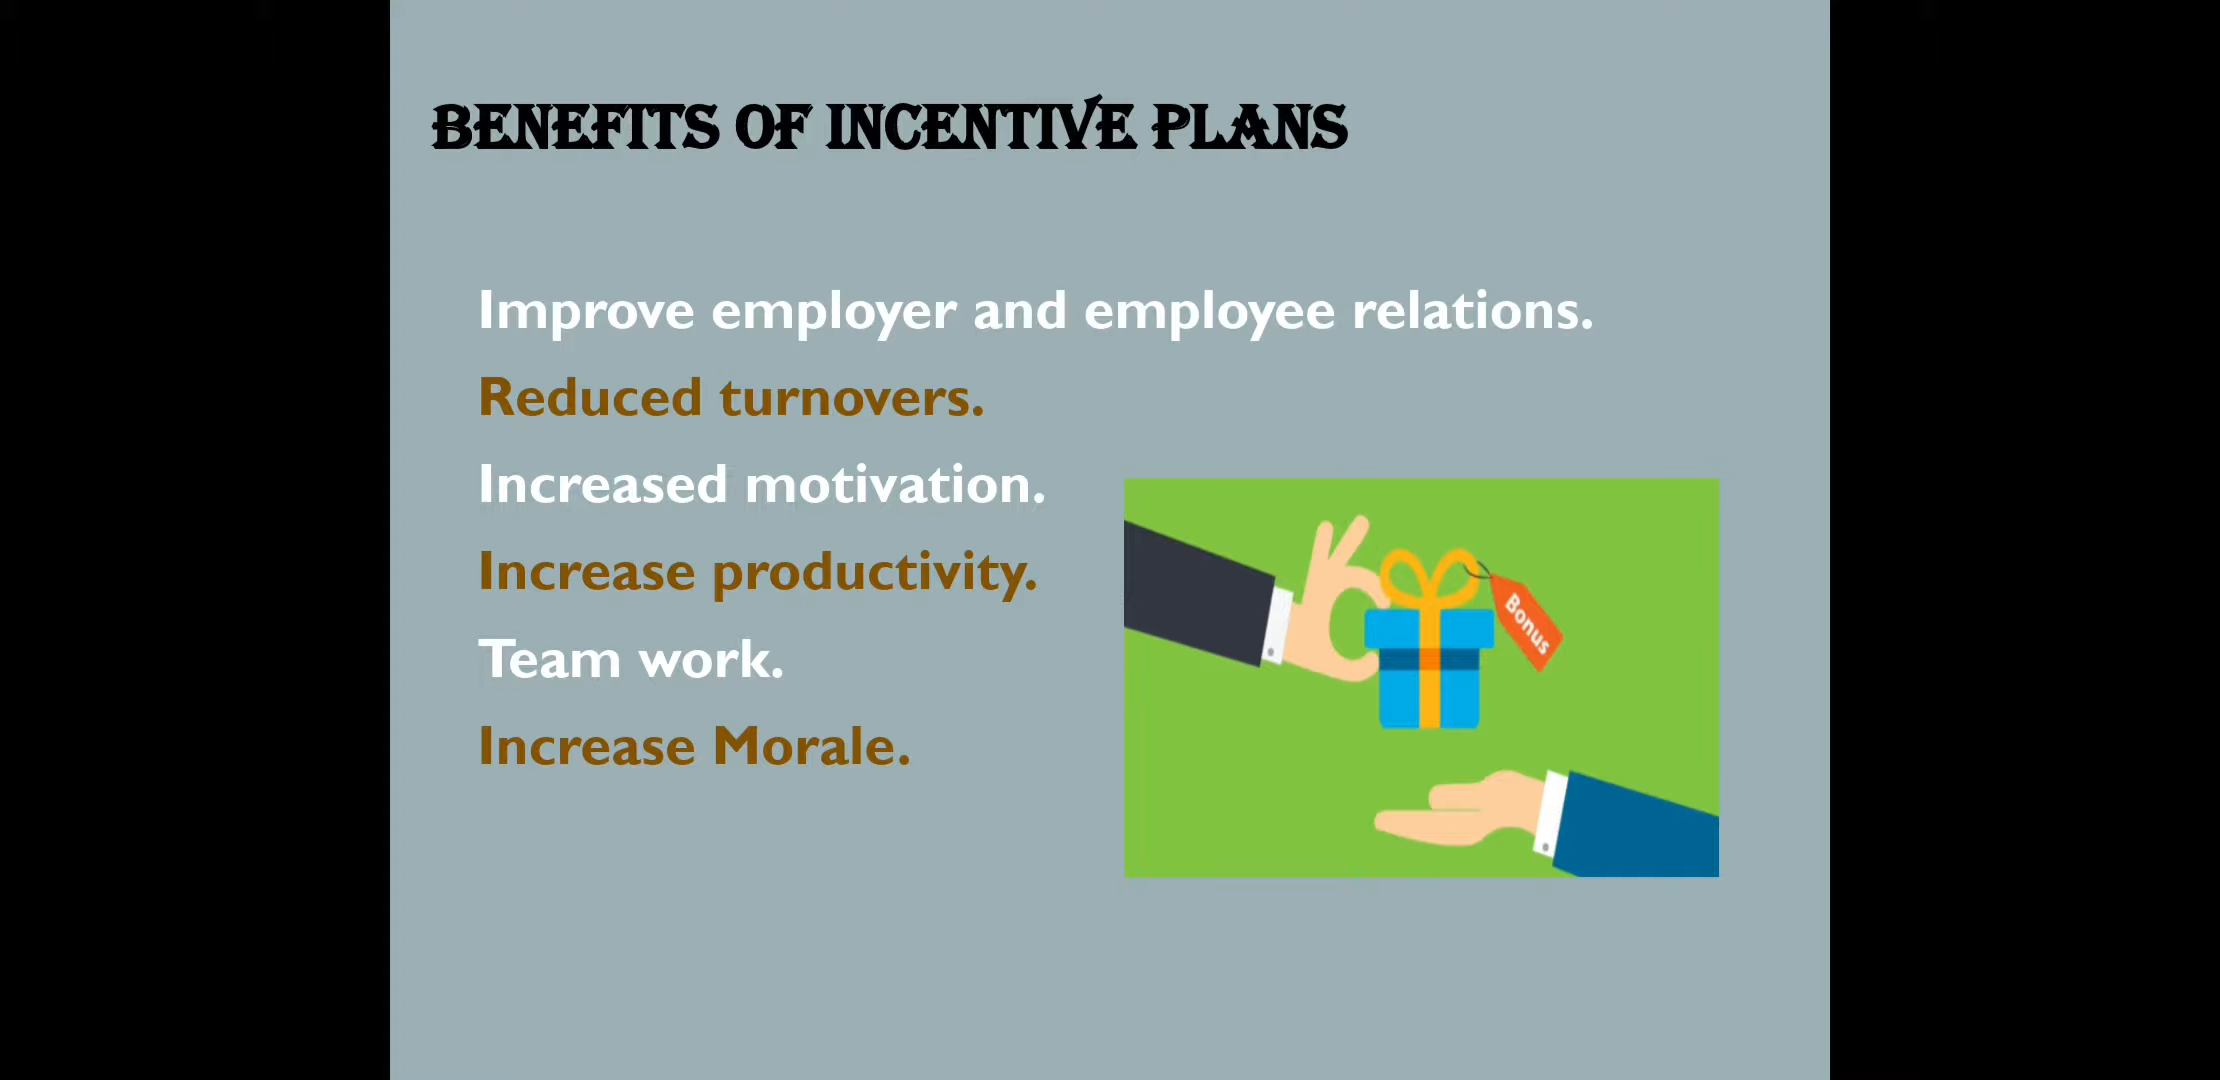 BENEFITS OF INCENTIVE PLANS
Improve employer and employee relations.
Reduced turnovers.
Increased motivation.
Increase productivity.
Team work.
Increase Morale.
Bonus